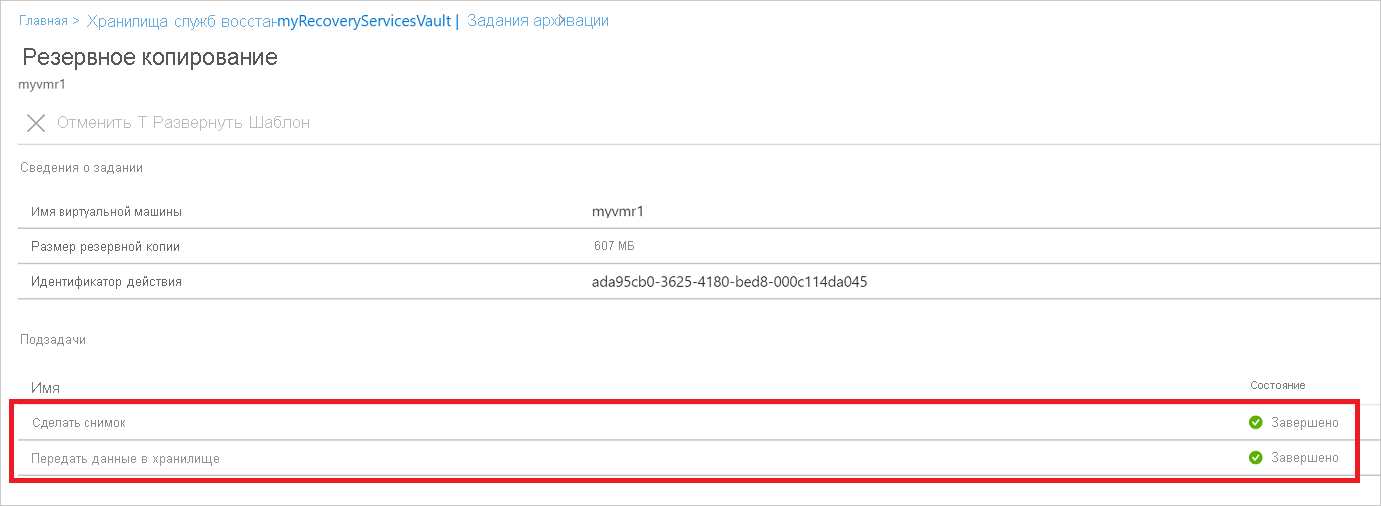 Главная > Хранилища служб восстан-myRecoveryServicesVault | Задания архивации
Резервное копирование
myvmr1
Отменить T Развернуть Шаблон
Сведения о задании
Имя виртуальной машины myvmr1
Размер резервной копии 607 МБ
Идентификатор действия ada95cb0-3625-4180-bed8-000c114da045
Подзадачи
Имя Состояние
Сделать снимок Завершено
Передать данные в хранилище Завершено